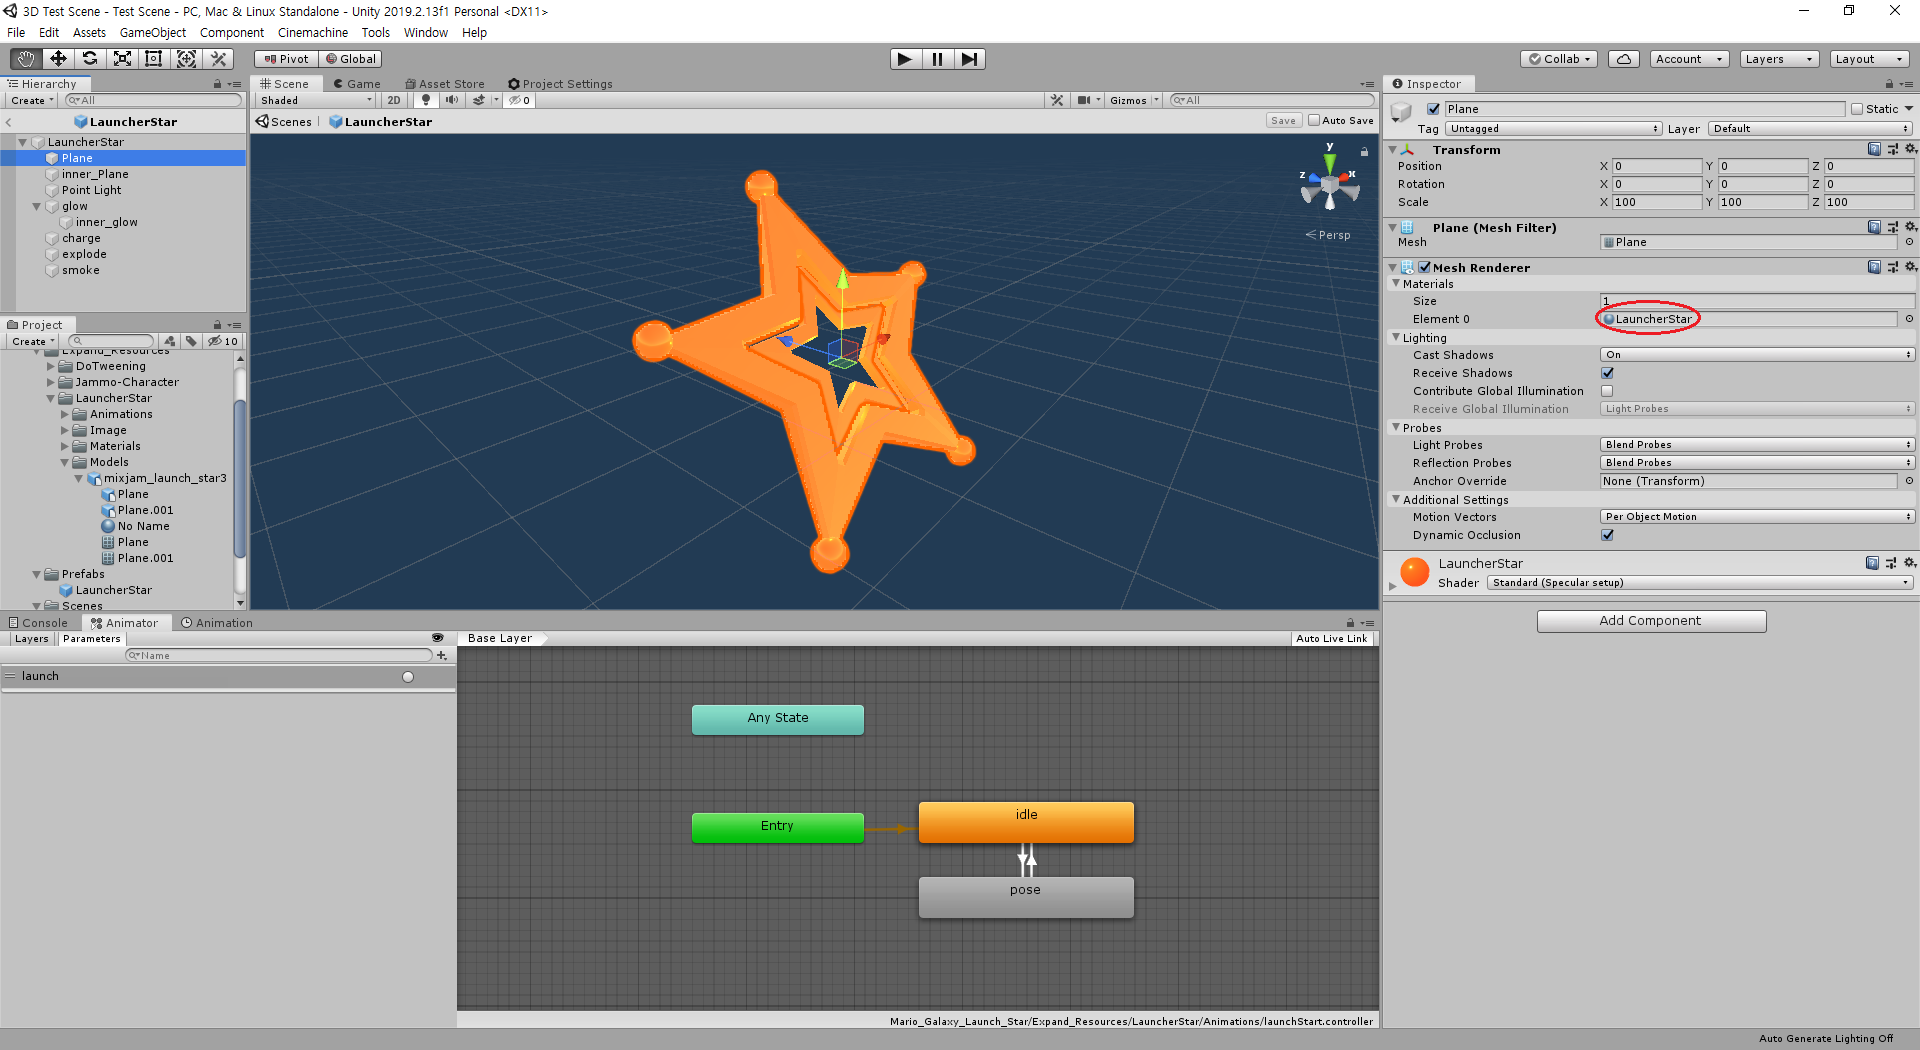 3D Test Scene - Test Scene - PC, Mac & Linux Standalone - Unity 2019.2.13f1 Personal <DX11>
File Edit Assets GameObject Component Cinemachine Tools Window Help
Pivot Global Collab Account Layers Layout
Hierarchy
Create All
LauncherStar
LauncherStar
Plane
inner_Plane
Point Light
glow
inner_glow
charge
explode
smoke
Project
Create 10
Expand_Resources
DoTweening
Jammo-Character
LauncherStar
Animations
Image
Materials
Models
mixjam_launch_star3
Plane
Plane.001
No Name
Plane
Plane.001
Prefabs
LauncherStar
Scenes
Scene Game Asset Store Project Settings
Shaded 2D 0 Gizmos All
Scenes LauncherStar Save Auto Save
y
z x
Persp
Console Animator Animation
Layers Parameters Base Layer Auto Live Link
Name
launch
Any State
Entry
idle
pose
Mario_Galaxy_Launch_Star/Expand_Resources/LauncherStar/Animations/launchStart.controller
Inspector
Plane Static
Tag Untagged Layer Default
Transform
Position X 0 Y 0 Z 0
Rotation X 0 Y 0 Z 0
Scale X 100 Y 100 Z 100
Plane (Mesh Filter)
Mesh Plane
Mesh Renderer
Materials
Size 1
Element 0 LauncherStar
Lighting
Cast Shadows On
Receive Shadows
Contribute Global Illumination
Receive Global Illumination Light Probes
Probes
Light Probes Blend Probes
Reflection Probes Blend Probes
Anchor Override None (Transform)
Additional Settings
Motion Vectors Per Object Motion
Dynamic Occlusion
LauncherStar
Shader Standard (Specular setup)
Add Component
Auto Generate Lighting Off